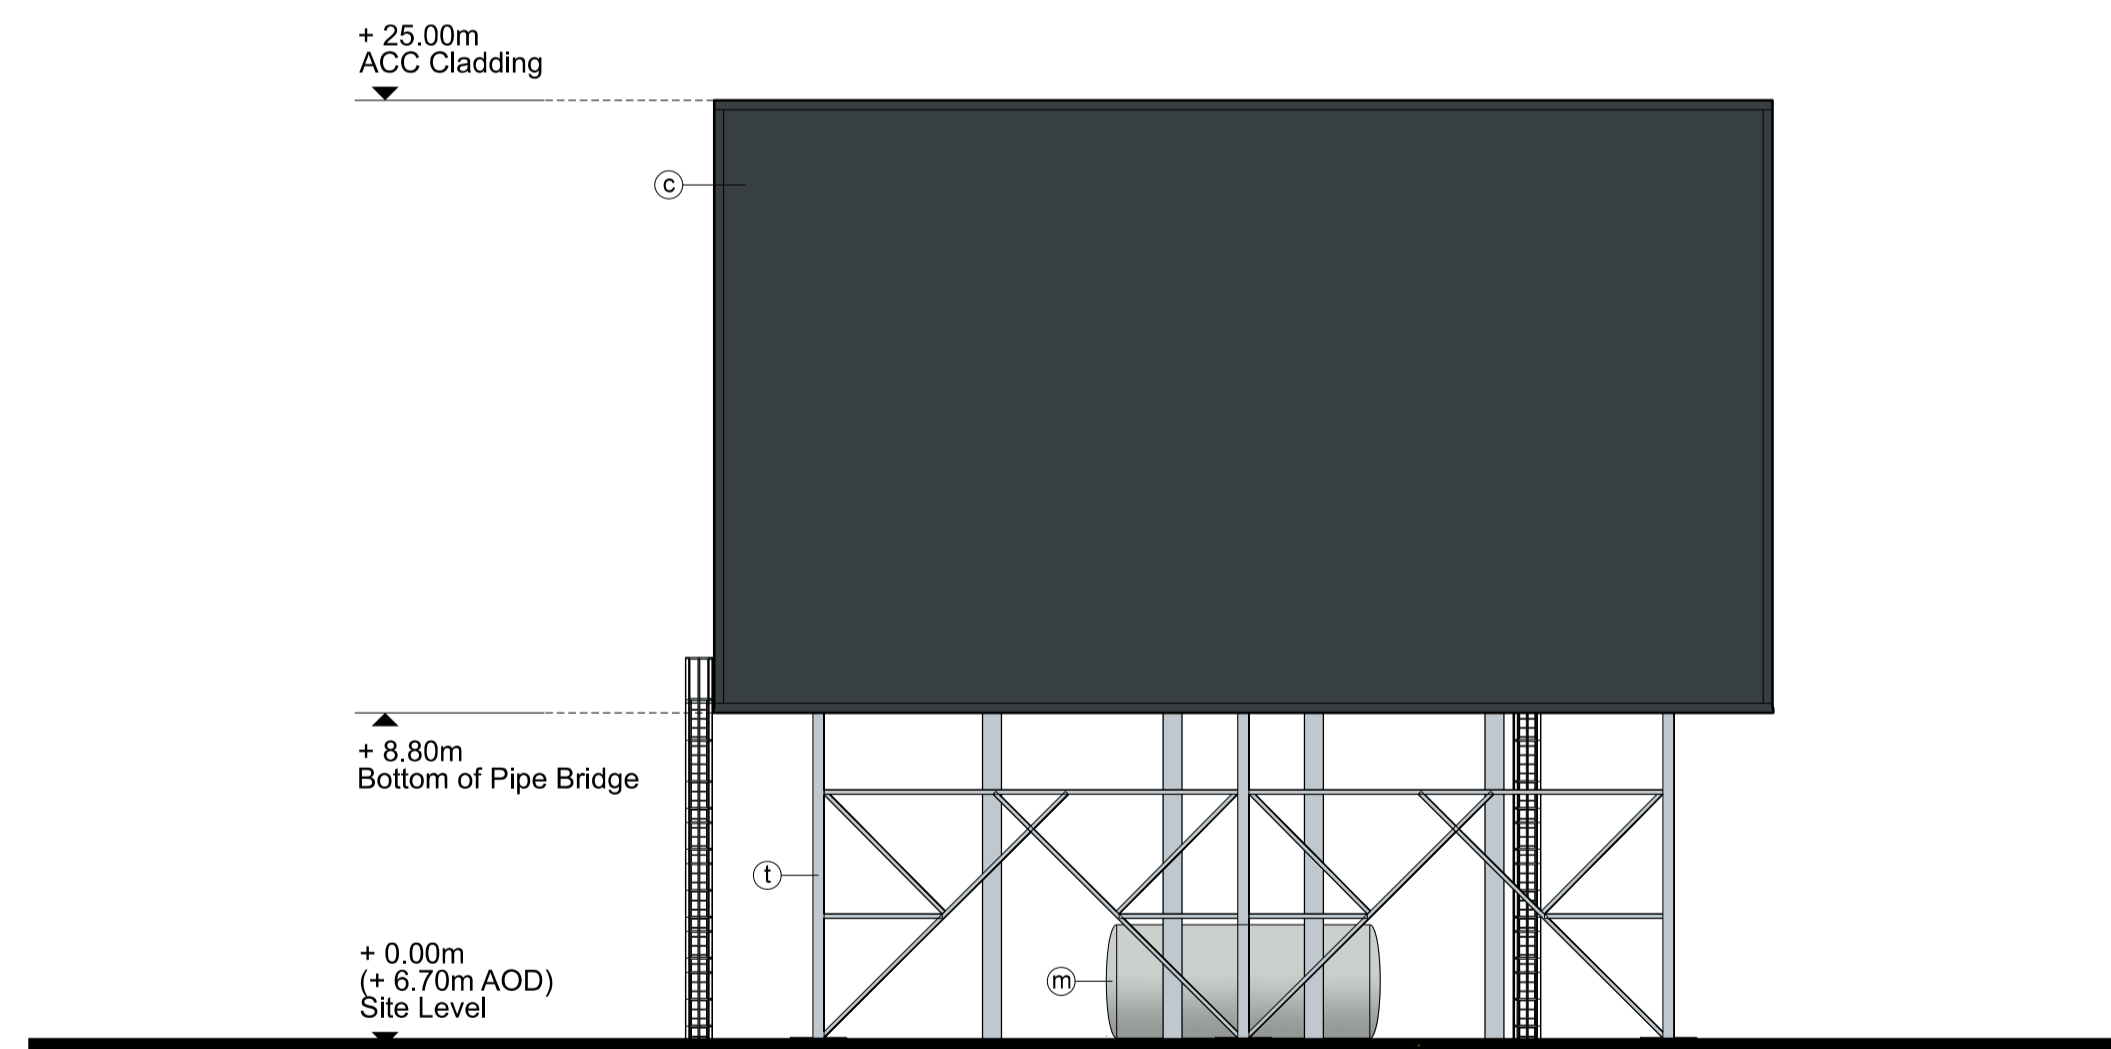 + 25.00m
ACC Cladding
c
+ 8.80m
Bottom of Pipe Bridge
t
+ 0.00m
(+ 6.70m AOD)
Site Level
m